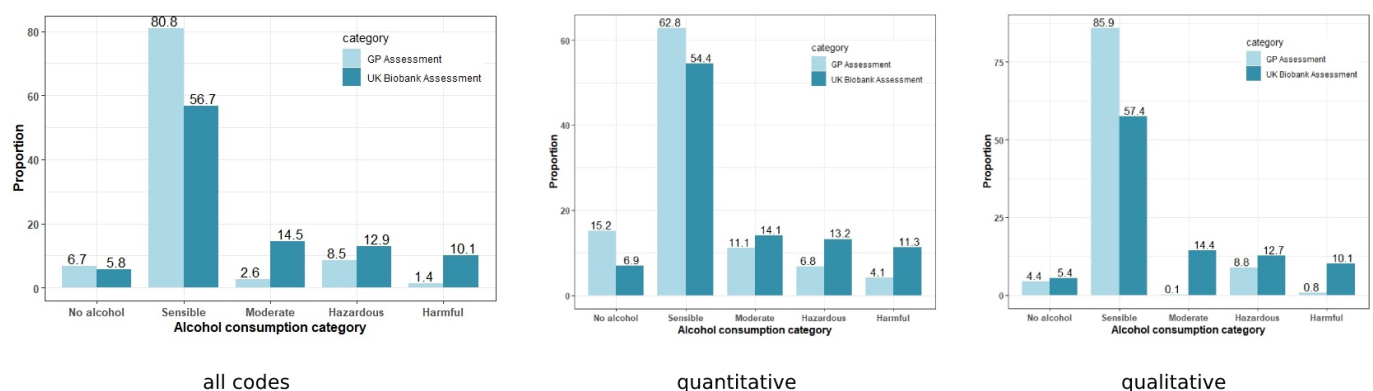 80.8
80
category
GP Assessment
UK Biobank Assessment
60
56.7
Proportion
40
20
14.5
12.9
10.1
6.7
5.8
8.5
2.6
1.4
0
No alcohol Sensible Moderate Hazardous Harmful
Alcohol consumption category
all codes
62.8
60
category
GP Assessment
UK Biobank Assessment
54.4
40
Proportion
20
15.2
6.9
11.1
14.1
6.8
13.2
4.1
11.3
0
No alcohol Sensible Moderate Hazardous Harmful
Alcohol consumption category
quantitative
85.9
category
GP Assessment
UK Biobank Assessment
75
57.4
50
Proportion
25
4.4
5.4
0.1
14.4
8.8
12.7
0.8
10.1
0
No alcohol Sensible Moderate Hazardous Harmful
Alcohol consumption category
qualitative